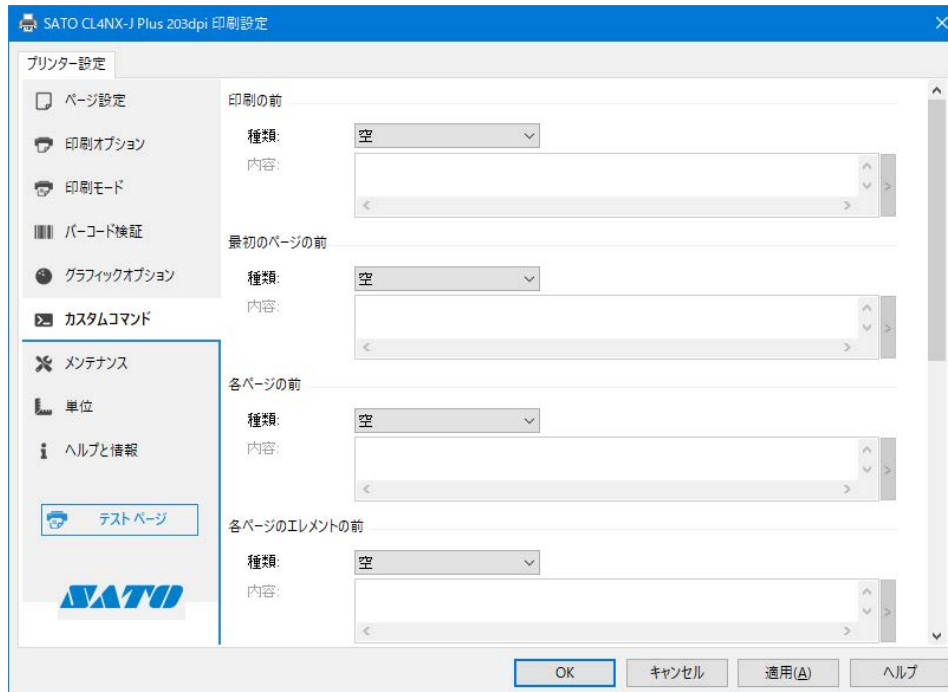 SATO CL4NX-J Plus 203dpi 印刷設定
プリンター設定
ページ設定
印刷オプション
印刷モード
バーコード検証
グラフィックオプション
カスタムコマンド
メンテナンス
単位
ヘルプと情報
テスト ページ
SATO
印刷の前
種類:
空
内容:
最初のページの前
種類:
空
内容:
各ページの前
種類:
空
内容:
各ページのエレメントの前
種類:
空
内容:
OK
キャンセル
適用(A)
ヘルプ